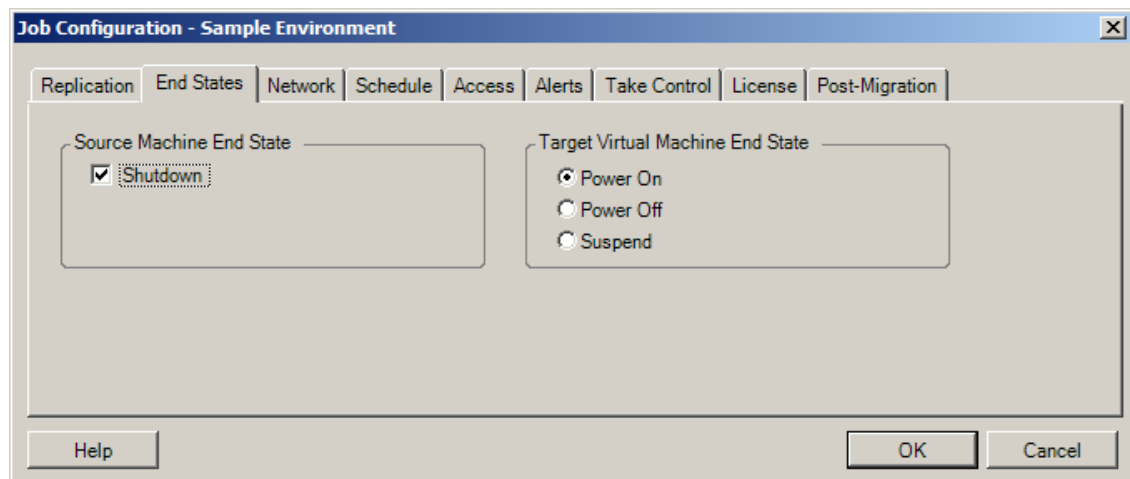 Job Configuration - Sample Environment
Replication End States Network Schedule Access Alerts Take Control License Post-Migration
Source Machine End State
Shutdown
Target Virtual Machine End State
Power On
Power Off
Suspend
Help OK Cancel